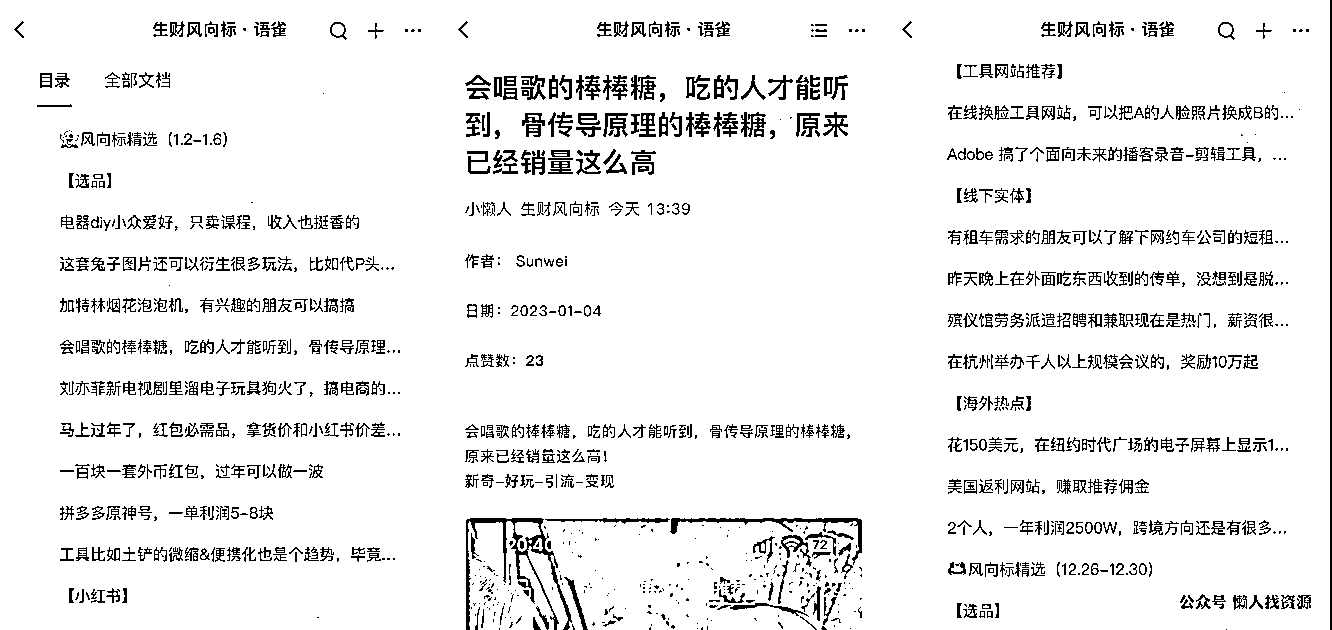 生财风向标·语雀
目录 全部文档
风向标精选（1.2-1.6）
【选品】
电器diy小众爱好，只卖课程，收入也挺香的
这套兔子图片还可以衍生很多玩法，比如代P头...
加特林烟花泡泡机，有兴趣的朋友可以搞搞
会唱歌的棒棒糖，吃的人才能听到，骨传导原理...
刘亦菲新电视剧里溜电子玩具狗火了，搞电商的...
马上过年了，红包必需品，拿货价和小红书价差...
一百块一套外币红包，过年可以做一波
拼多多原神号，一单利润5-8块
工具比如土铲的微缩&便携化也是个趋势，毕竟...
【小红书】
生财风向标·语雀
会唱歌的棒棒糖，吃的人才能听
到，骨传导原理的棒棒糖，原来
已经销量这么高
小懒人 生财风向标 今天 13:39
作者： Sunwei
日期：2023-01-04
点赞数：23
会唱歌的棒棒糖，吃的人才能听到，骨传导原理的棒棒糖，
原来已经销量这么高！
新奇-好玩-引流-变现
20:40
72
生财风向标·语雀
【工具网站推荐】
在线换脸工具网站，可以把A的人脸照片换成B的...
Adobe 搞了个面向未来的播客录音-剪辑工具，...
【线下实体】
有租车需求的朋友可以了解下网约车公司的短租...
昨天晚上在外面吃东西收到的传单，没想到是脱...
殡仪馆劳务派遣招聘和兼职现在是热门，薪资很...
在杭州举办千人以上规模会议的，奖励10万起
【海外热点】
花150美元，在纽约时代广场的电子屏幕上显示1...
美国返利网站，赚取推荐佣金
2个人，一年利润2500W，跨境方向还是有很多...
风向标精选（12.26-12.30）
【选品】
公众号 懒人找资源